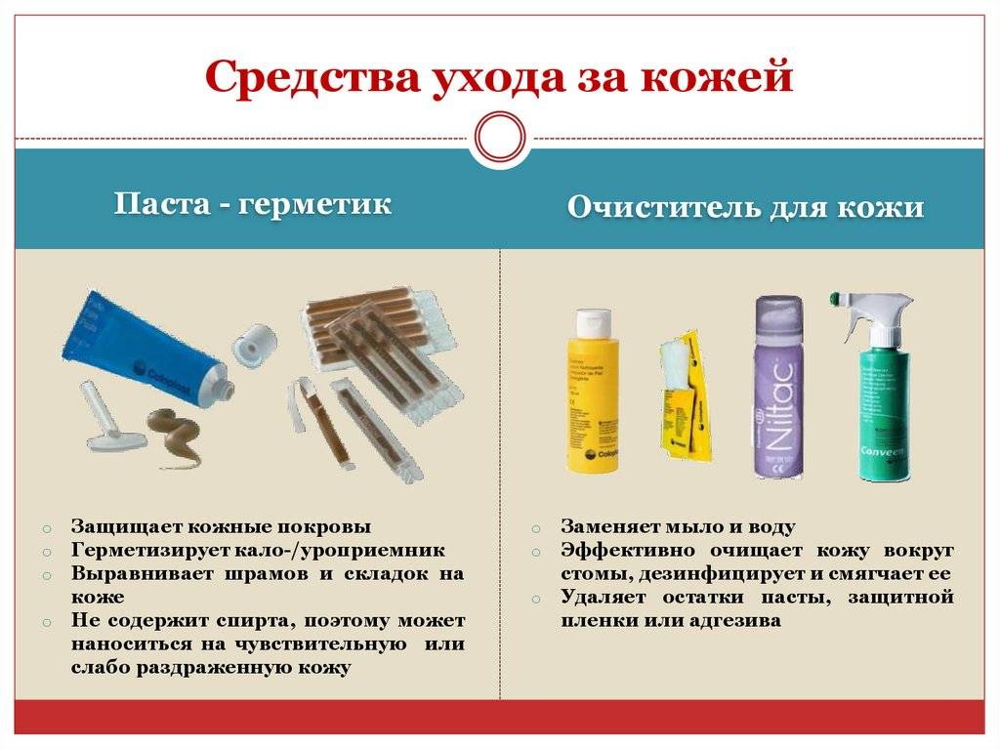 Средства ухода за кожей
Паста - герметик
Очиститель для кожи
Coloplast
Coloplast
Niltac
Conveen
Защищает кожные покровы
Герметизирует кало-/уроприемник
Выравнивает шрамов и складок на
коже
Не содержит спирта, поэтому может
наноситься на чувствительную или
слабо раздраженную кожу
Заменяет мыло и воду
Эффективно очищает кожу вокруг
стомы, дезинфицирует и смягчает ее
Удаляет остатки пасты, защитной
пленки или адгезива